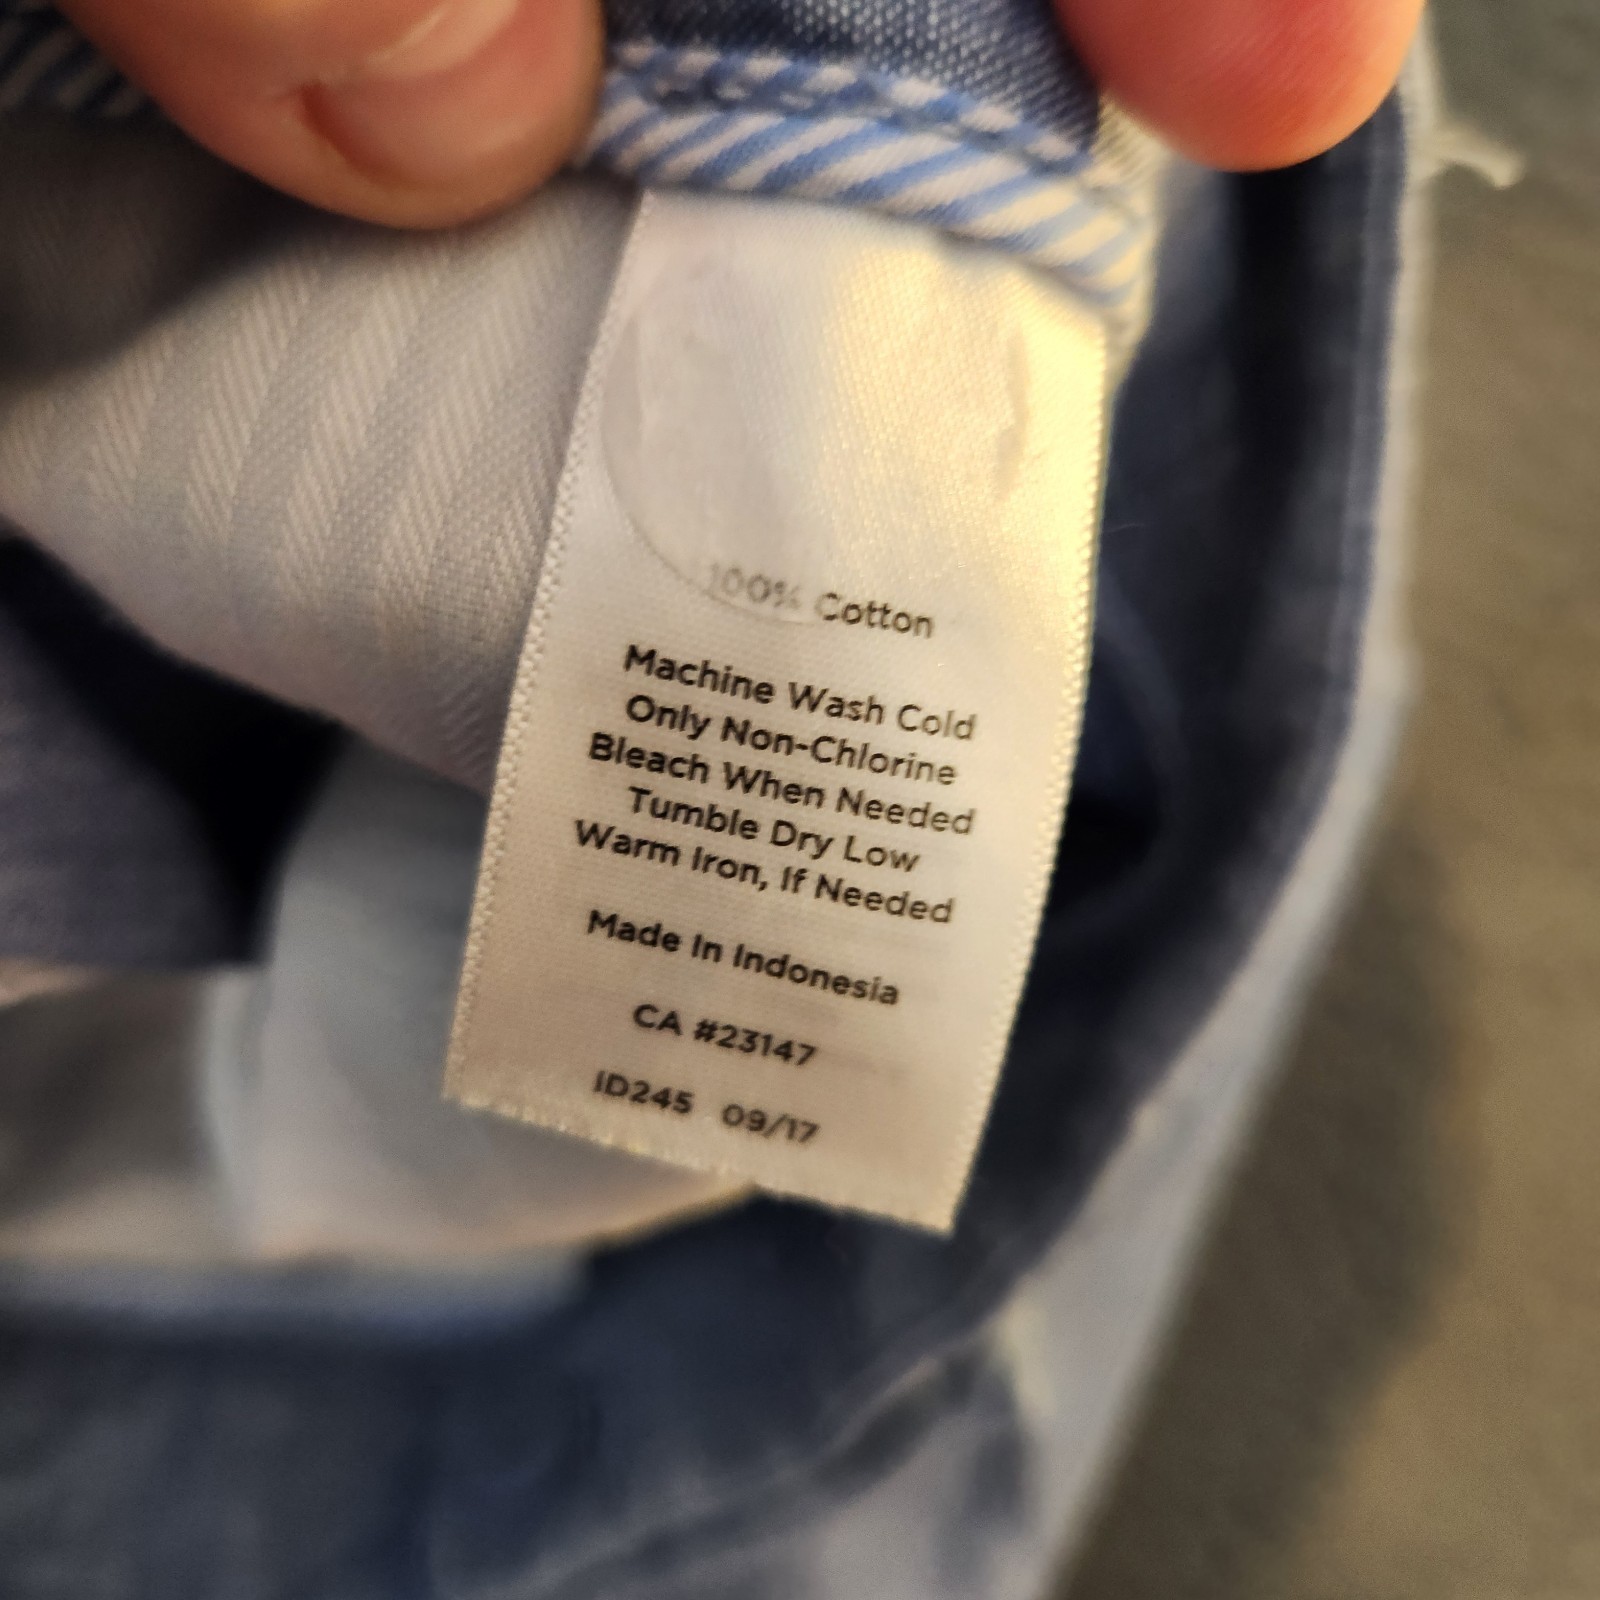 100% Cotton
Machine Wash Cold
Only Non-Chlorine
Bleach When Needed
Tumble Dry Low
Warm Iron, If Needed
Made In Indonesia
CA #23147
ID245 09/17